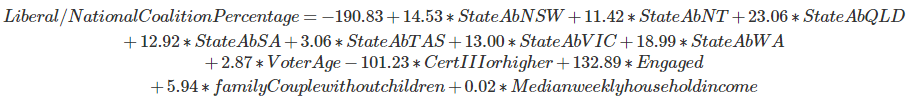 Liberal/NationalCoalitionPercentage = −190.83 + 14.53 ∗ StateAbNSW + 11.42 ∗ StateAbNT + 23.06 ∗ StateAbQLD
+ 12.92 ∗ StateAbSA + 3.06 ∗ StateAbTAS + 13.00 ∗ StateAbVIC + 18.99 ∗ StateAbWA
+ 2.87 ∗ VoterAge − 101.23 ∗ CertIIIorhigher + 132.89 ∗ Engaged
+ 5.94 ∗ familyCouplewithoutchildren + 0.02 ∗ Medianweeklyhouseholdincome